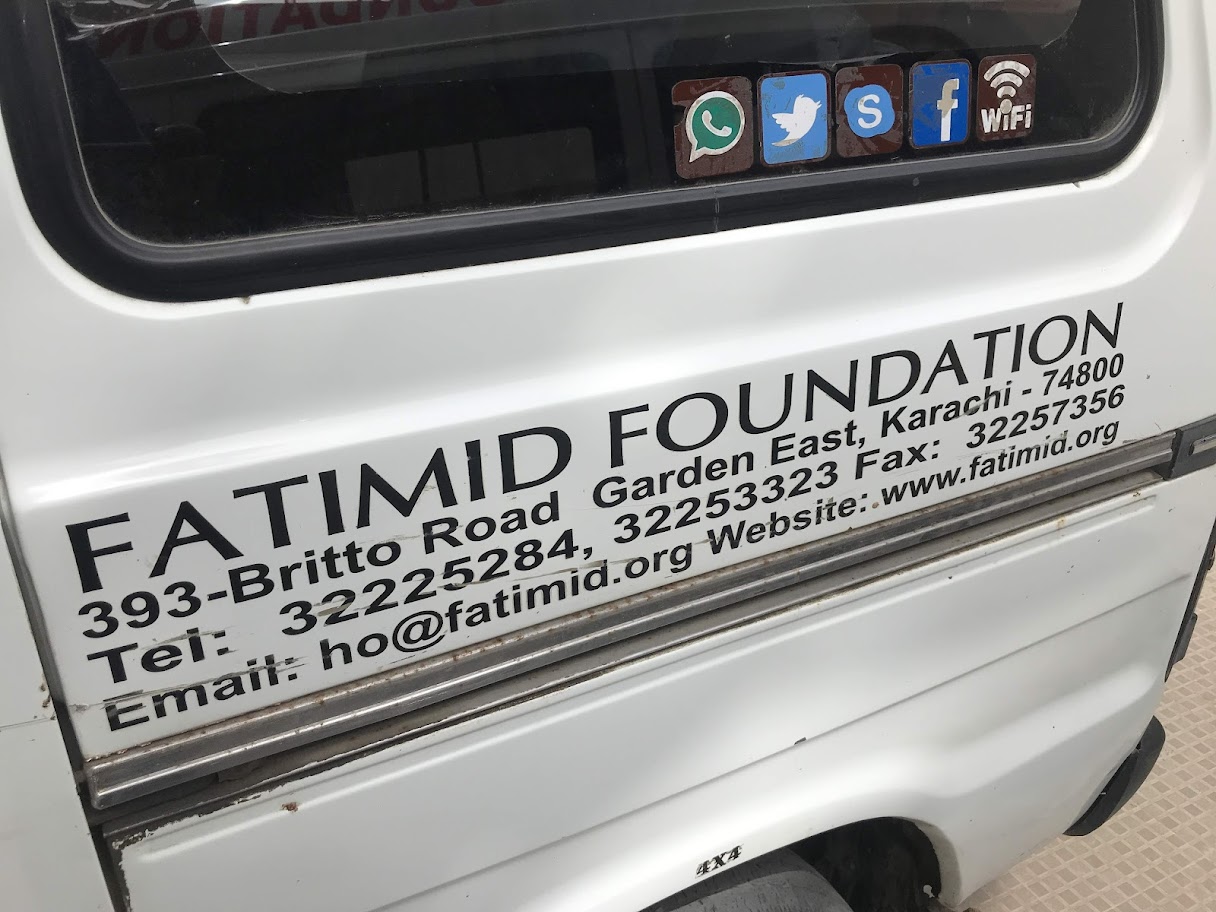 UNDATION
S
f
WiFi
FATIMID FOUNDATION
393-Britto Road Garden East, Karachi - 74800
Tel: 32225284, 32253323 Fax: 32257356
Email: ho@fatimid.org Website: www.fatimid.org
4X4